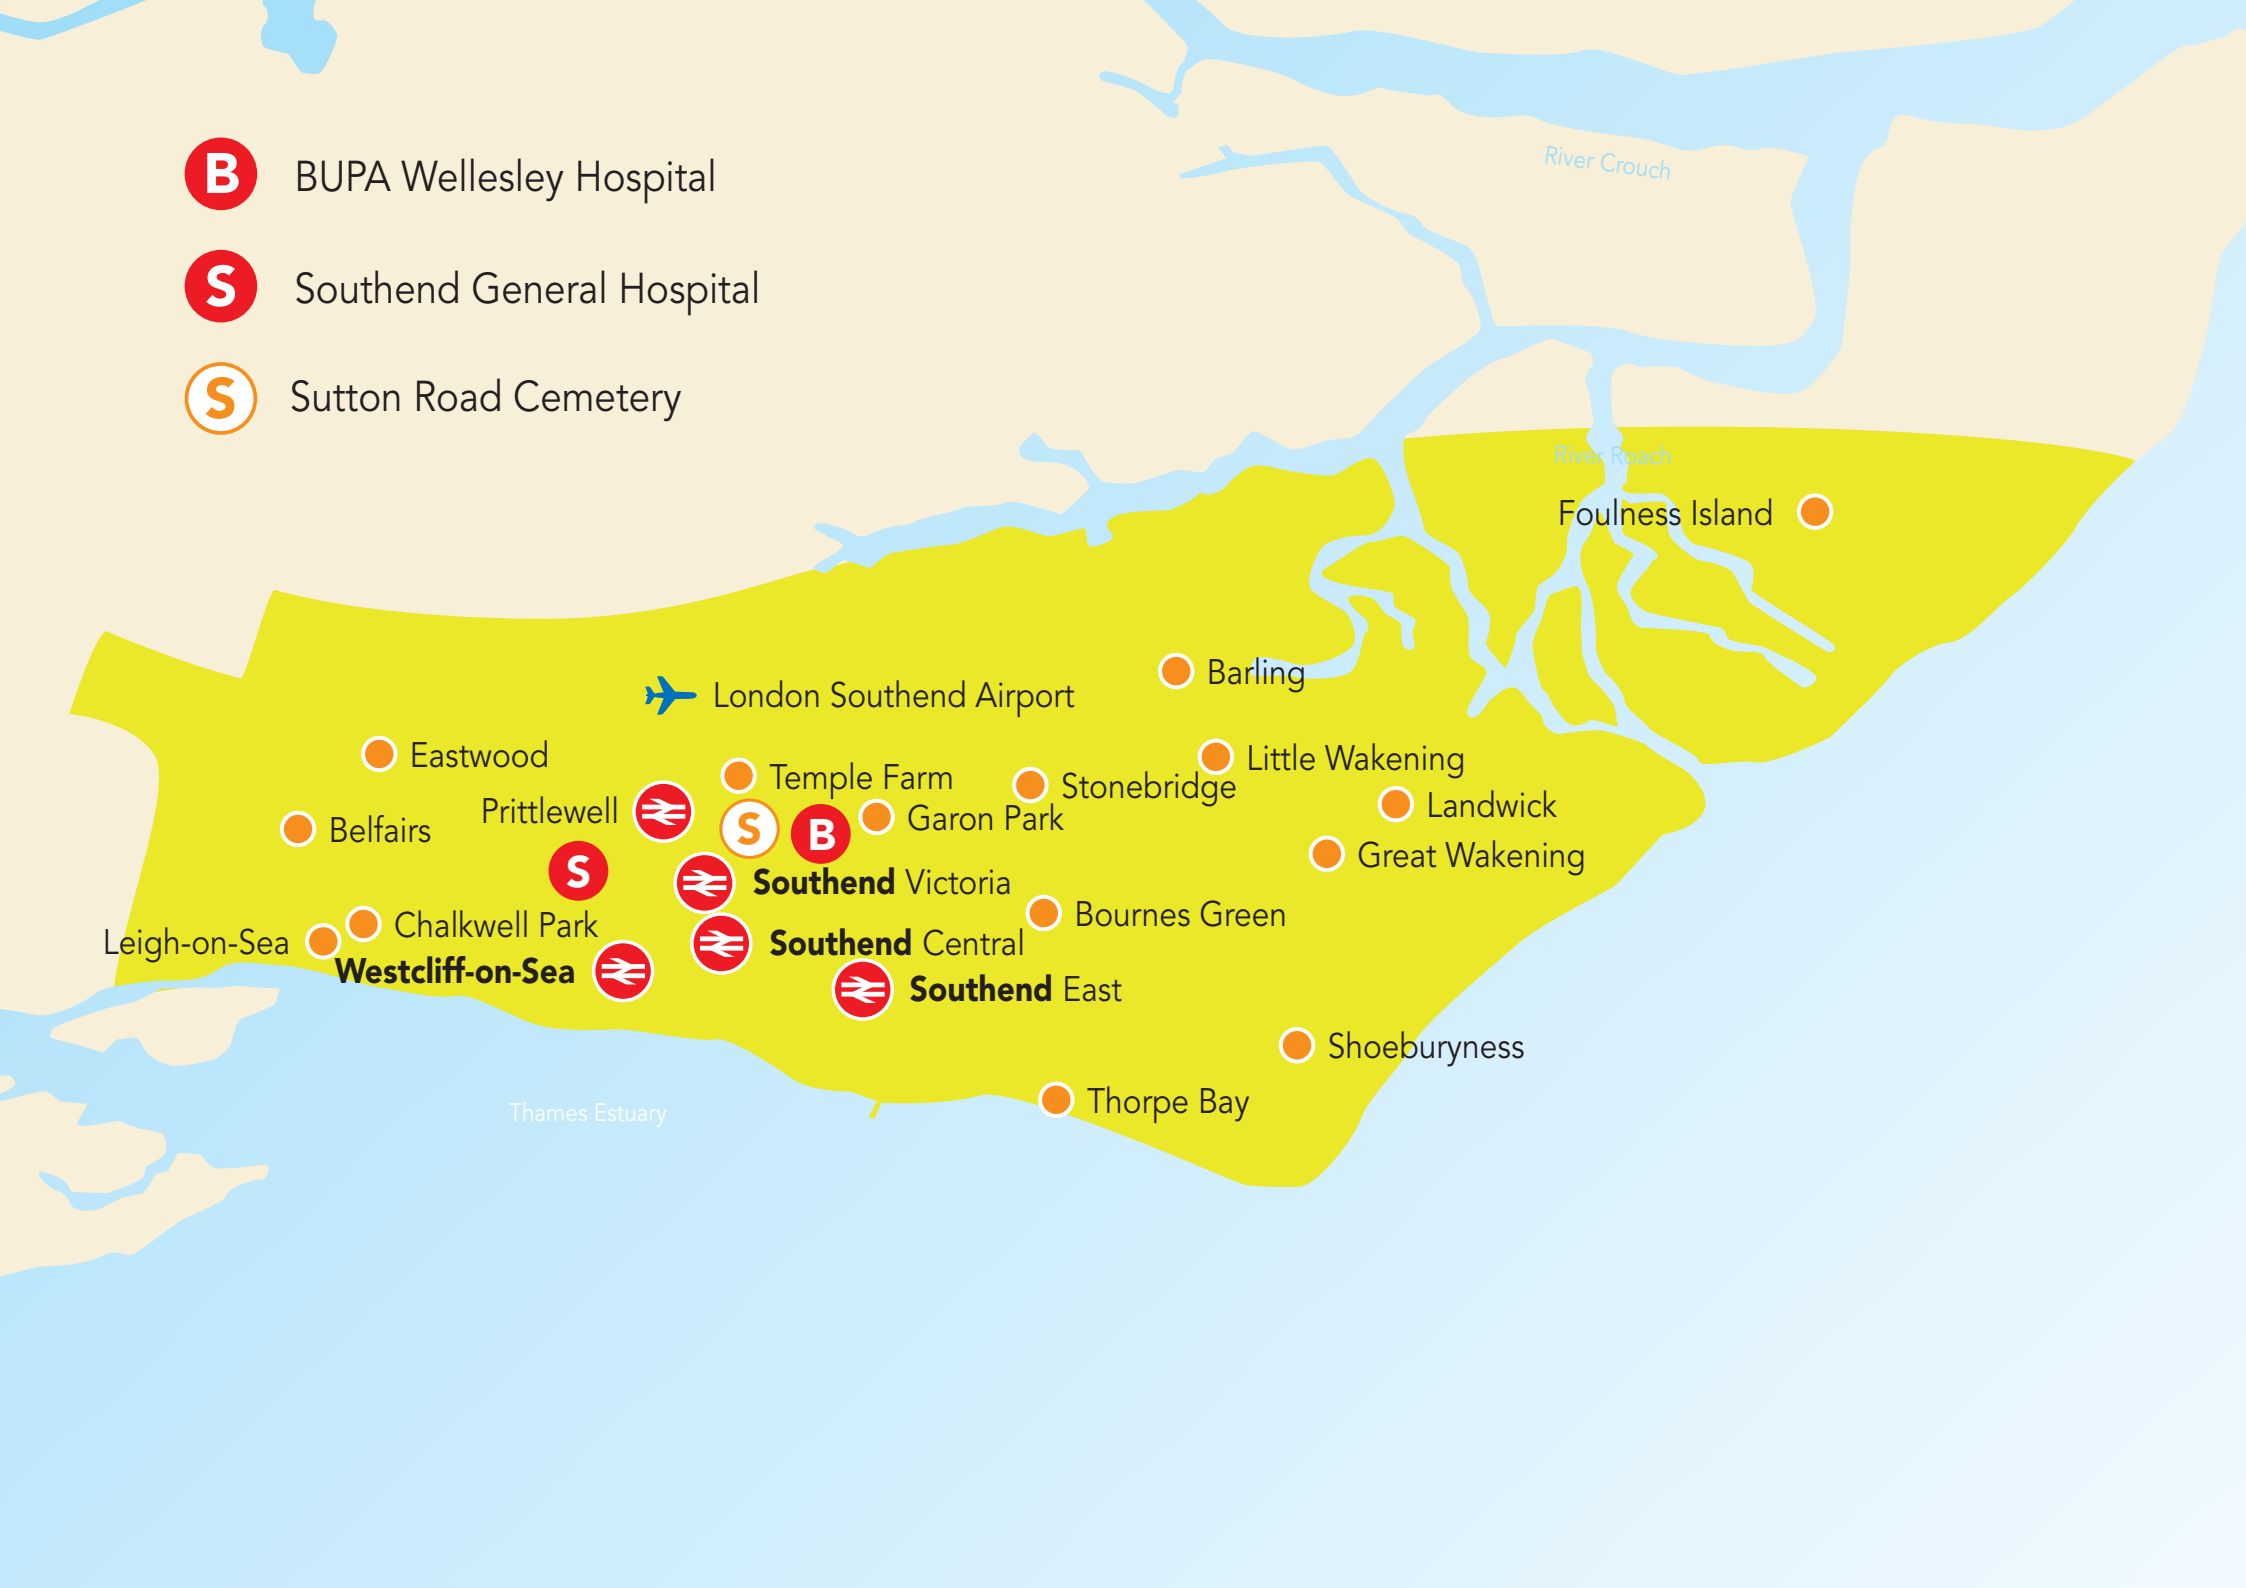 B BUPA Wellesley Hospital
S Southend General Hospital
S Sutton Road Cemetery
River Crouch
River Roach
Foulness Island
Barling
London Southend Airport
Eastwood
Little Wakening
Temple Farm
Stonebridge
Prittlewell
Landwick
Garon Park
Belfairs
S
B
Great Wakening
S
Southend Victoria
Bournes Green
Chalkwell Park
Leigh-on-Sea
Southend Central
Westcliff-on-Sea
Southend East
Shoeburyness
Thorpe Bay
Thames Estuary